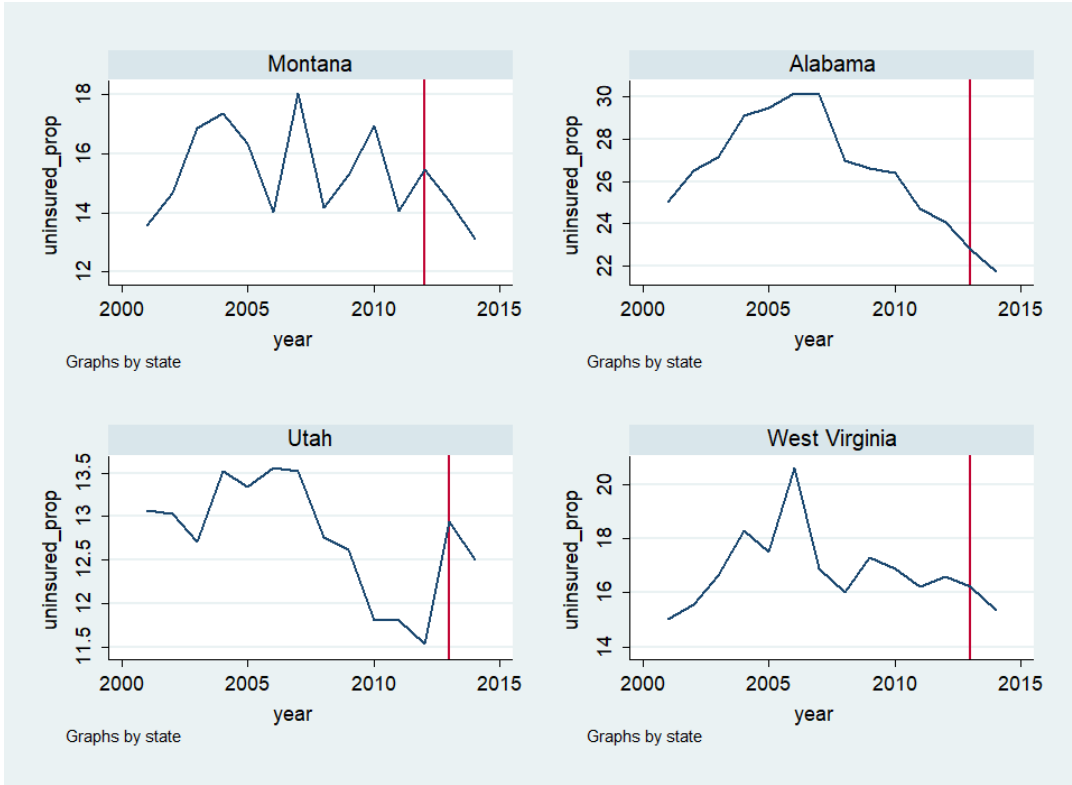 Montana
uninsured_prop
18
16
14
12
2000 2005 2010 2015
year
Graphs by state
Alabama
uninsured_prop
30
28
26
24
22
2000 2005 2010 2015
year
Graphs by state
Utah
uninsured_prop
13.5
13
12.5
12
11.5
2000 2005 2010 2015
year
Graphs by state
West Virginia
uninsured_prop
20
18
16
14
2000 2005 2010 2015
year
Graphs by state